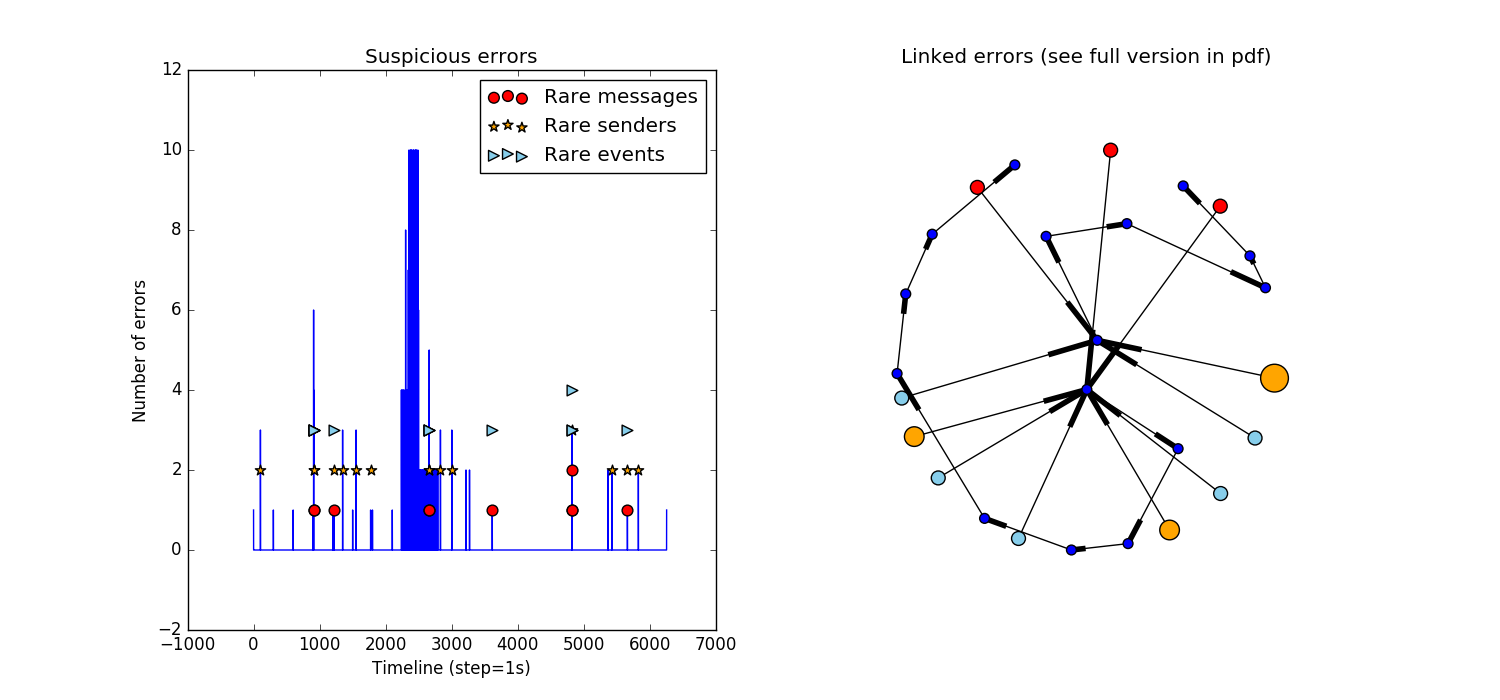 Suspicious errors
12
10
8
6
4
2
0
−2
Number of errors
Rare messages
Rare senders
Rare events
−1000 0 1000 2000 3000 4000 5000 6000 7000
Timeline (step=1s)
Linked errors (see full version in pdf)